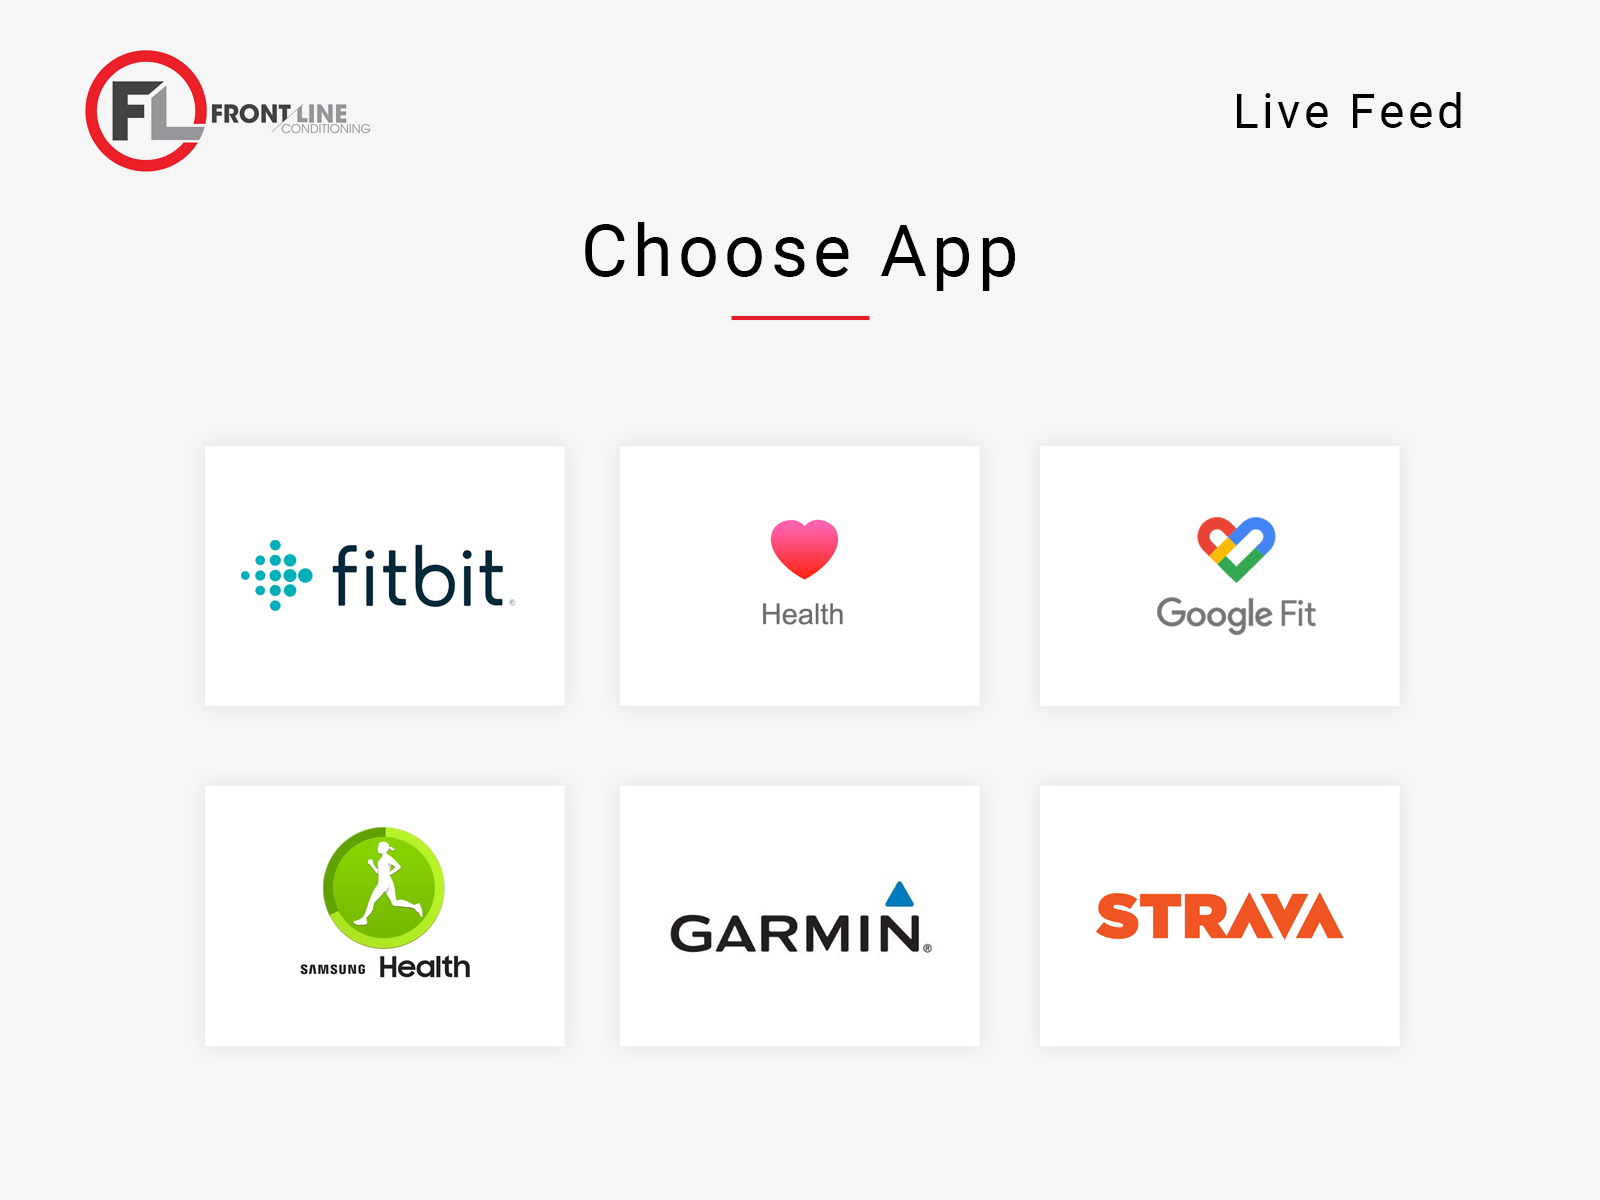 FL
FRONT LINE
CONDITIONING
Live Feed
Choose App
fitbit
Health
Google Fit
SAMSUNG Health
GARMIN®
STRAVA